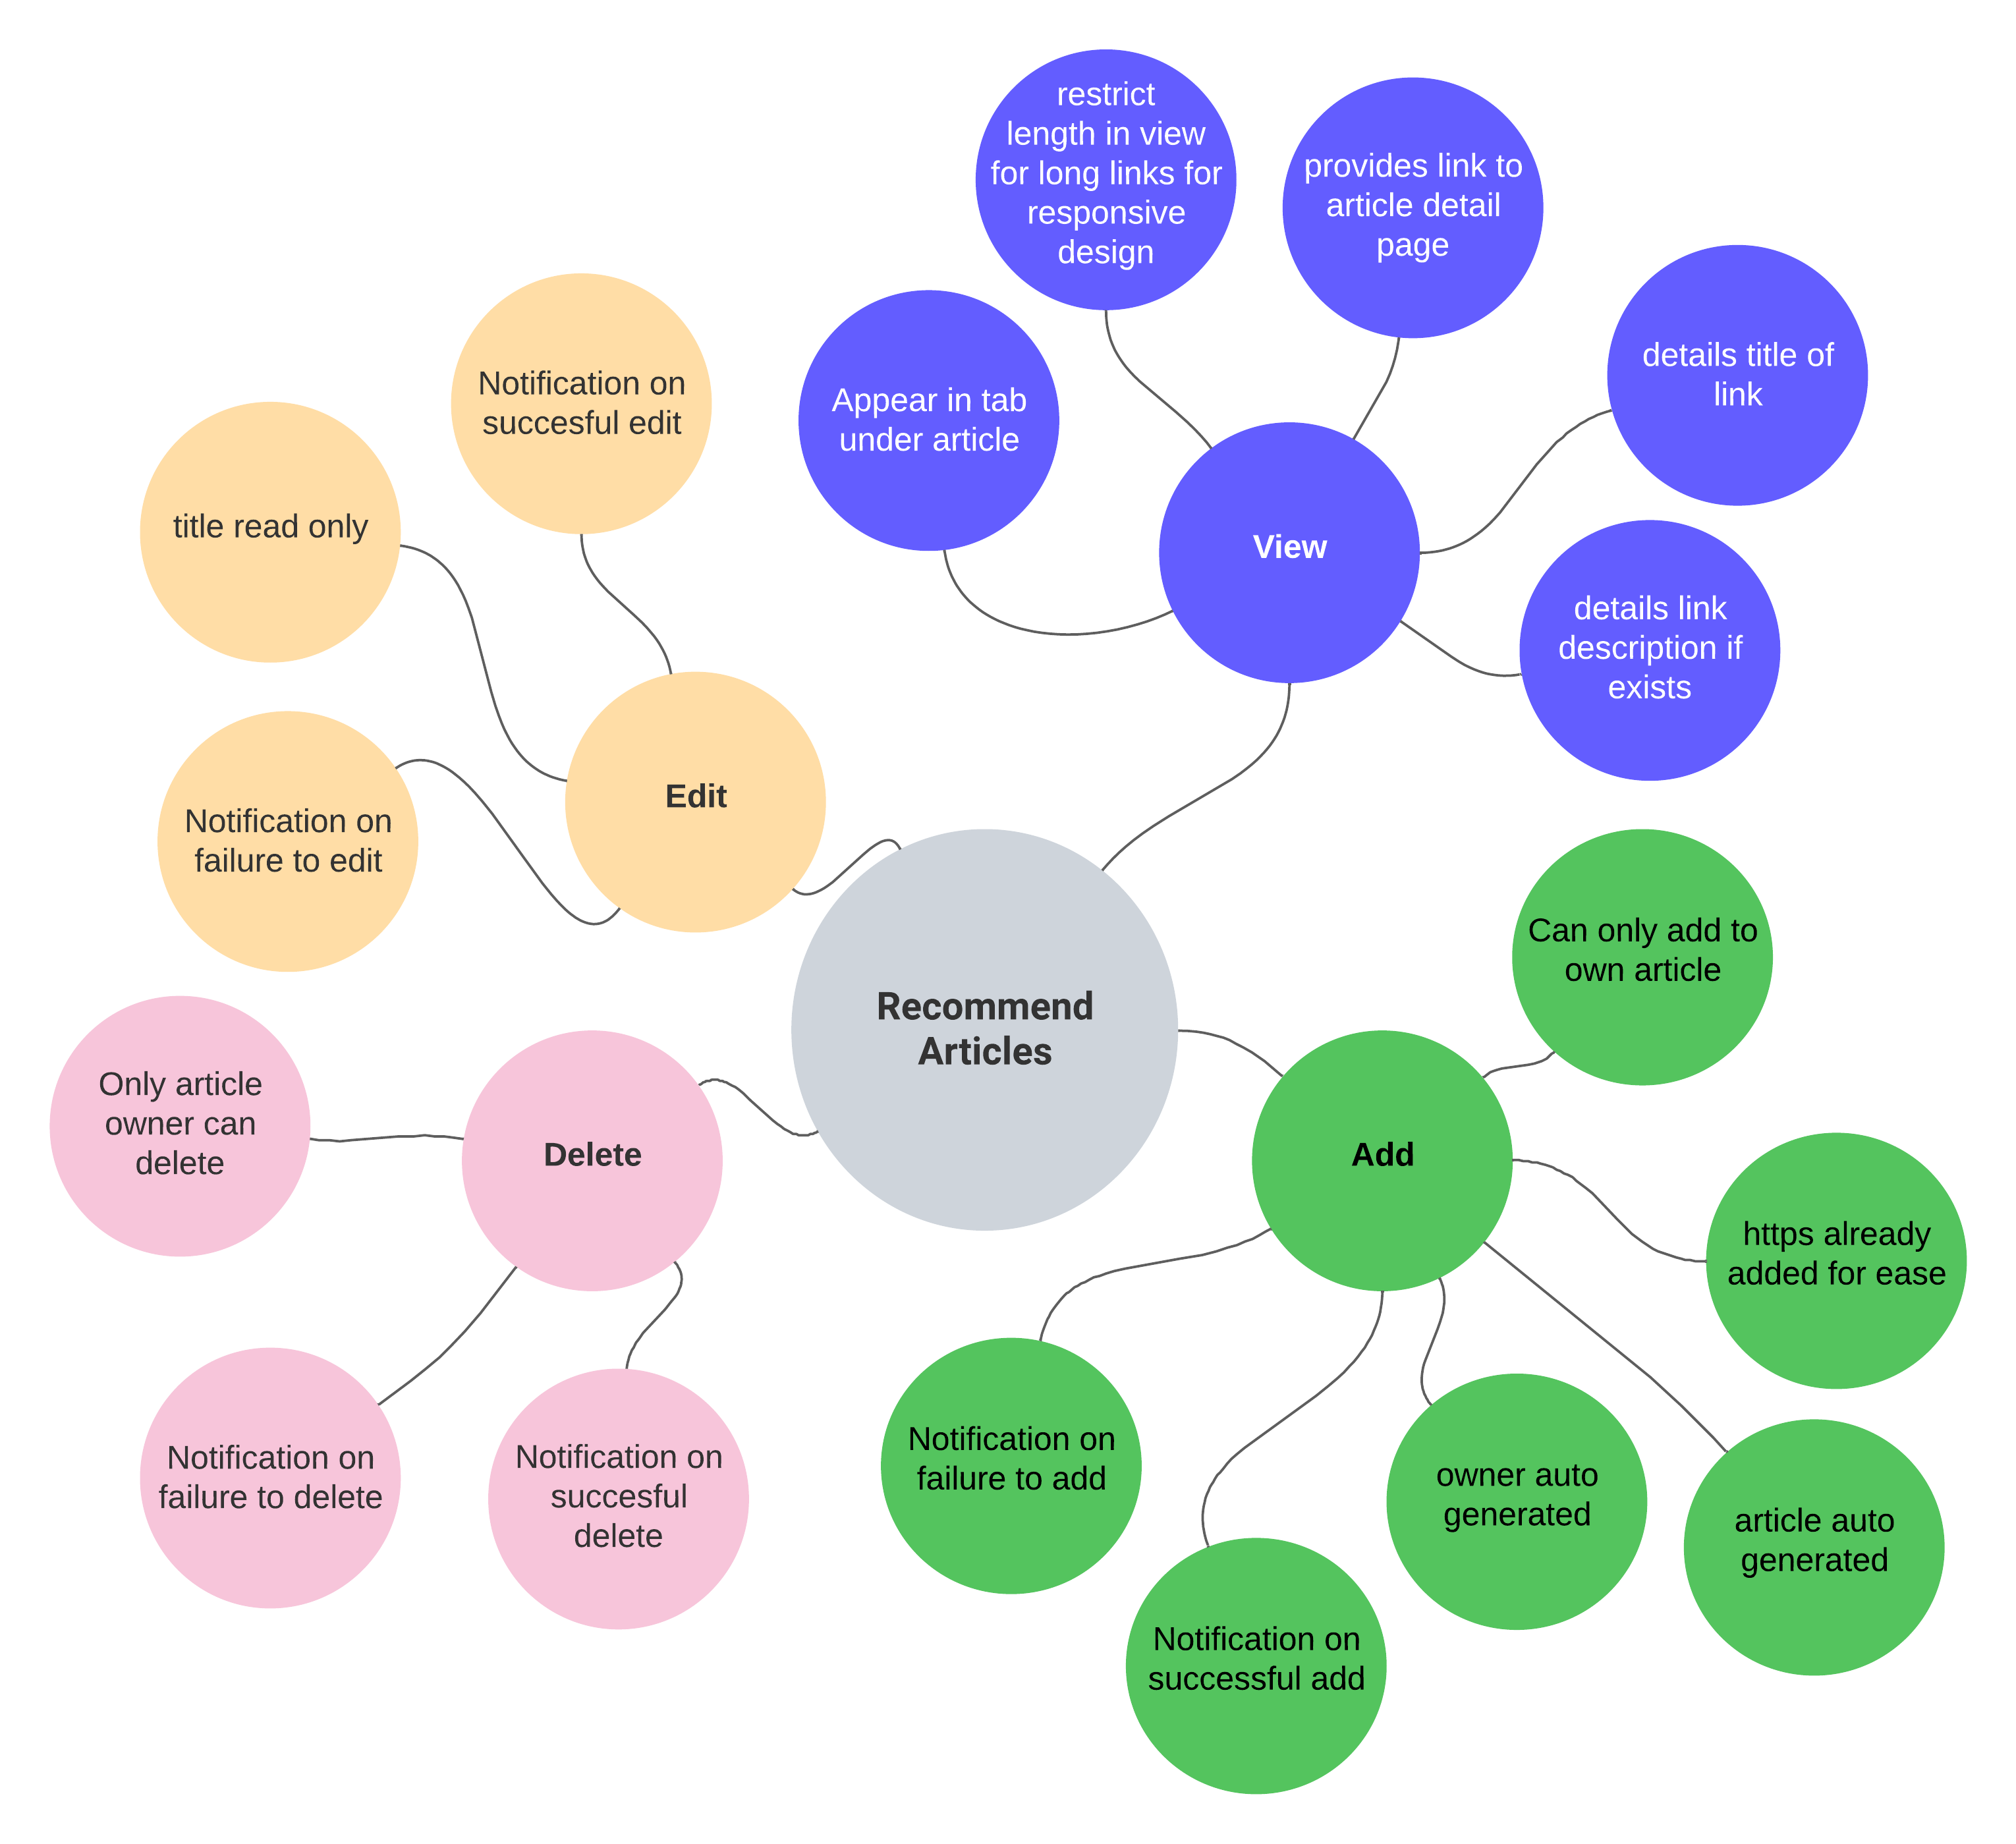 restrict
length in view
for long links for
responsive
design
provides link to
article detail
page
details title of
link
Appear in tab
under article
View
details link
description if
exists
Notification on
succesful edit
title read only
Notification on
failure to edit
Edit
Recommend
Articles
Can only add to
own article
Only article
owner can
delete
Delete
Add
https already
added for ease
Notification on
failure to delete
Notification on
succesful
delete
Notification on
failure to add
owner auto
generated
article auto
generated
Notification on
successful add